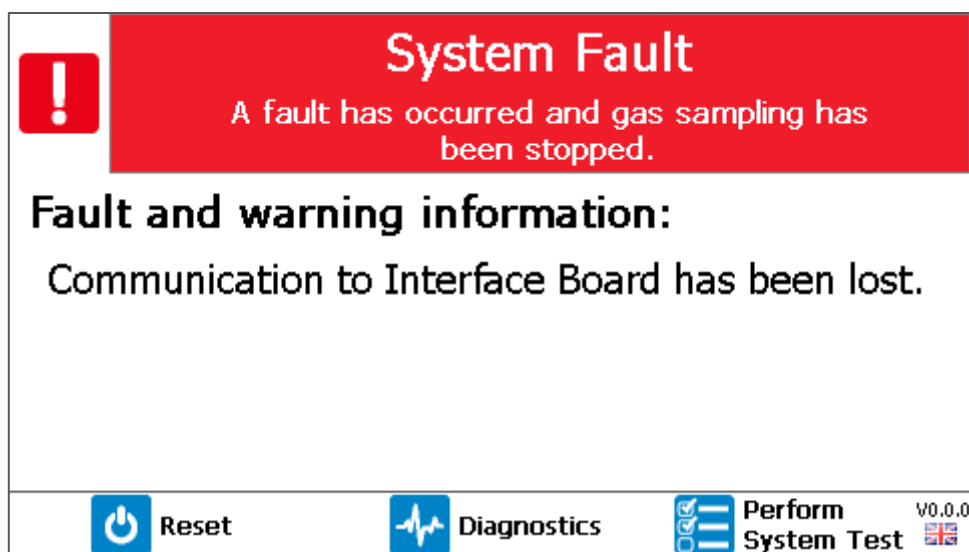 !
System Fault
A fault has occurred and gas sampling has
been stopped.
Fault and warning information:
Communication to Interface Board has been lost.
Reset
Diagnostics
Perform
System Test
V0.0.0